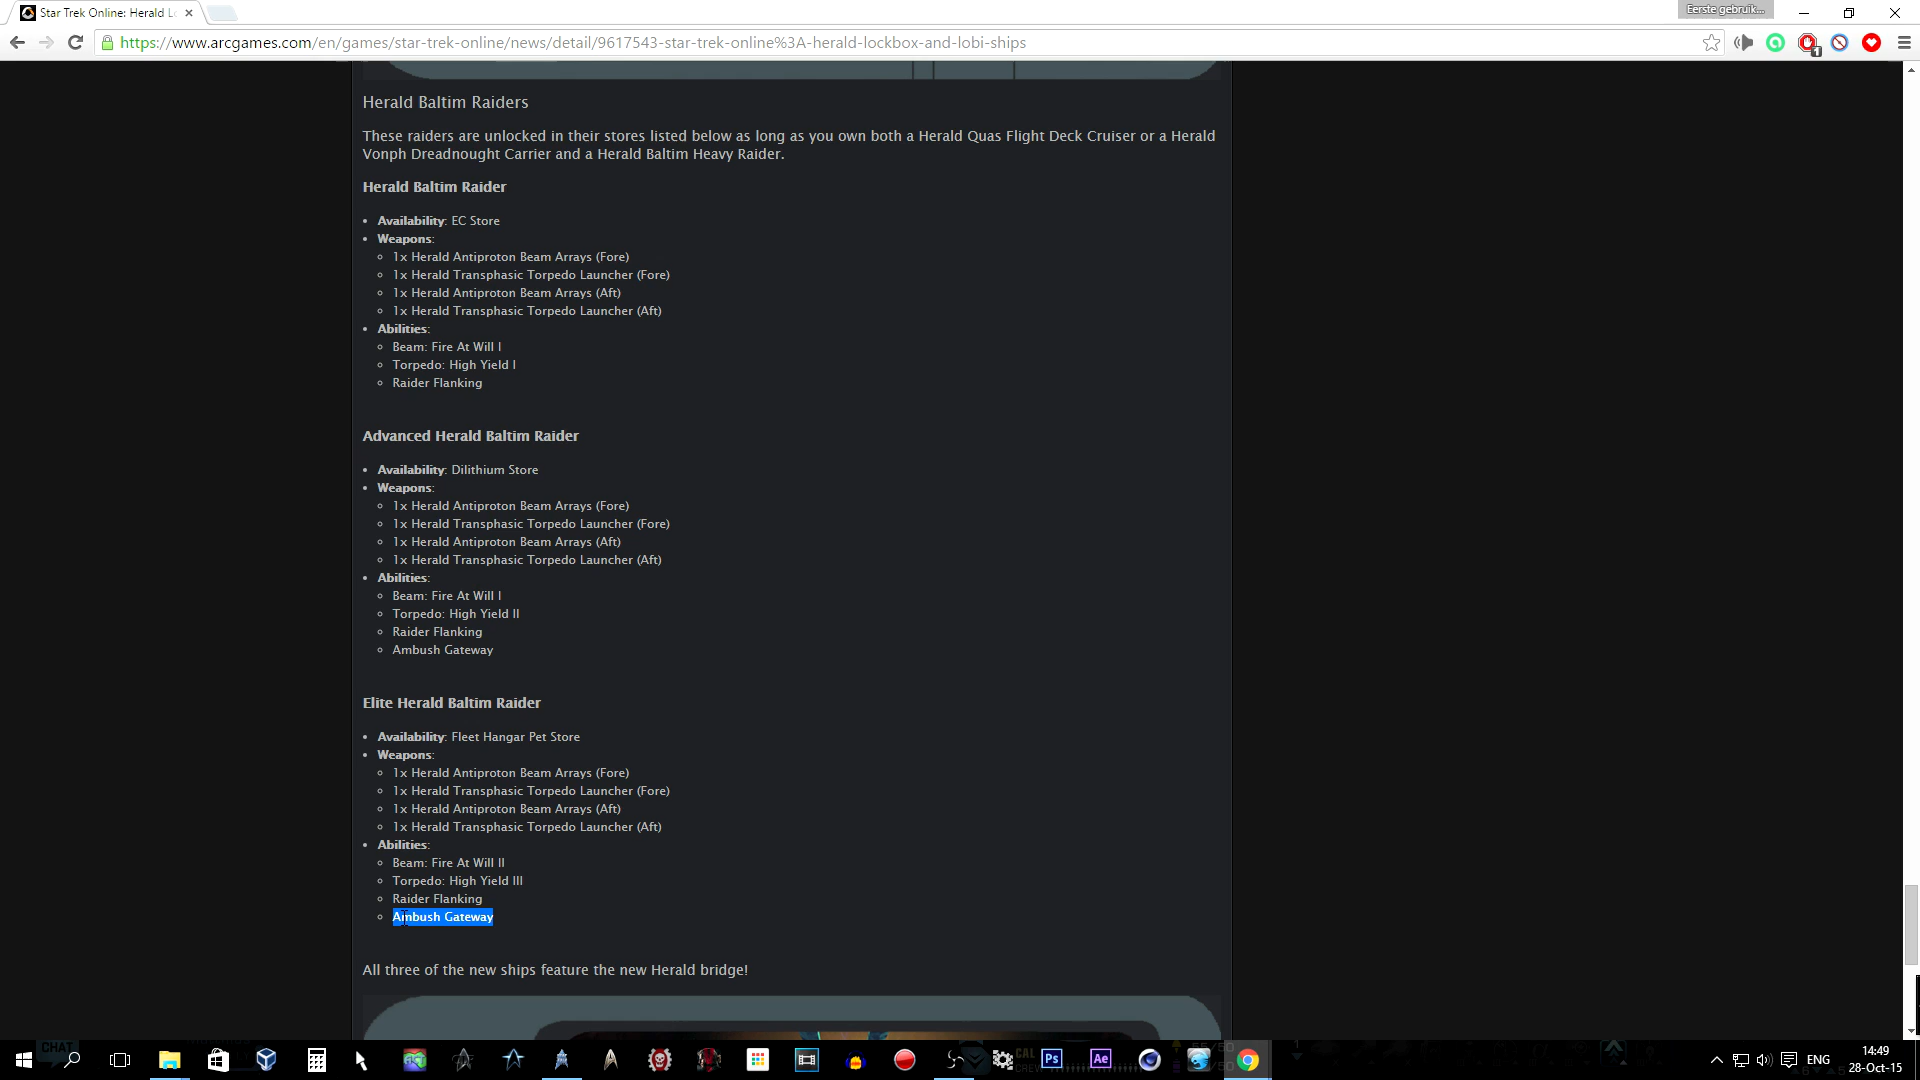 Star Trek Online: Herald L
Eerste gebruik...
https://www.arcgames.com/en/games/star-trek-online/news/detail/9617543-star-trek-online%3A-herald-lockbox-and-lobi-ships
1
Herald Baltim Raiders
These raiders are unlocked in their stores listed below as long as you own both a Herald Quas Flight Deck Cruiser or a Herald
Vonph Dreadnought Carrier and a Herald Baltim Heavy Raider.
Herald Baltim Raider
Availability: EC Store
Weapons:
1x Herald Antiproton Beam Arrays (Fore)
1x Herald Transphasic Torpedo Launcher (Fore)
1x Herald Antiproton Beam Arrays (Aft)
1x Herald Transphasic Torpedo Launcher (Aft)
Abilities:
Beam: Fire At Will I
Torpedo: High Yield I
Raider Flanking
Advanced Herald Baltim Raider
Availability: Dilithium Store
Weapons:
1x Herald Antiproton Beam Arrays (Fore)
1x Herald Transphasic Torpedo Launcher (Fore)
1x Herald Antiproton Beam Arrays (Aft)
1x Herald Transphasic Torpedo Launcher (Aft)
Abilities:
Beam: Fire At Will I
Torpedo: High Yield II
Raider Flanking
Ambush Gateway
Elite Herald Baltim Raider
Availability: Fleet Hangar Pet Store
Weapons:
1x Herald Antiproton Beam Arrays (Fore)
1x Herald Transphasic Torpedo Launcher (Fore)
1x Herald Antiproton Beam Arrays (Aft)
1x Herald Transphasic Torpedo Launcher (Aft)
Abilities:
Beam: Fire At Will II
Torpedo: High Yield III
Raider Flanking
Ambush Gateway
All three of the new ships feature the new Herald bridge!
CHAT
Ps
Ae
ENG
14:49
28-Oct-15